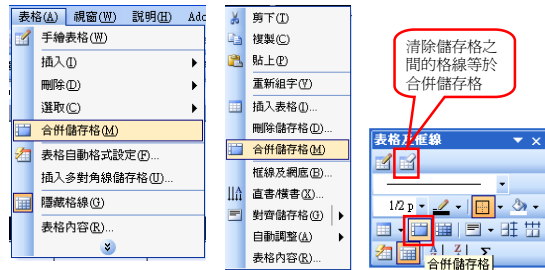 表格(A) 視窗(W) 說明(H) Ado
手繪表格(W)
插入(I)
刪除(D)
選取(C)
合併儲存格(M)
表格自動格式設定(F)...
插入多對角線儲存格(U)...
隱藏格線(G)
表格內容(R)...
剪下(T)
複製(C)
貼上(P)
重新組字(V)
插入表格(I)...
刪除儲存格(D)...
合併儲存格(M)
框線及網底(B)...
直書/橫書(X)...
對齊儲存格(G)
自動調整(A)
表格內容(R)...
清除儲存格之
間的格線等於
合併儲存格
表格及框線
1/2 p
合併儲存格